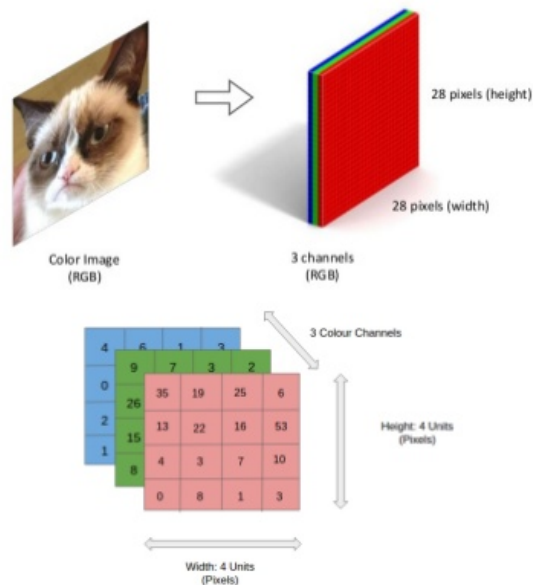 28 pixels (height)
28 pixels (width)
Color Image
(RGB)
3 channels
(RGB)
3 Colour Channels
4 6 1 3
9 7 3 2
0
26
2
15
1
8
35 19 25 6
13 22 16 53
4 3 7 10
0 8 1 3
Height: 4 Units
(Pixels)
Width: 4 Units
(Pixels)